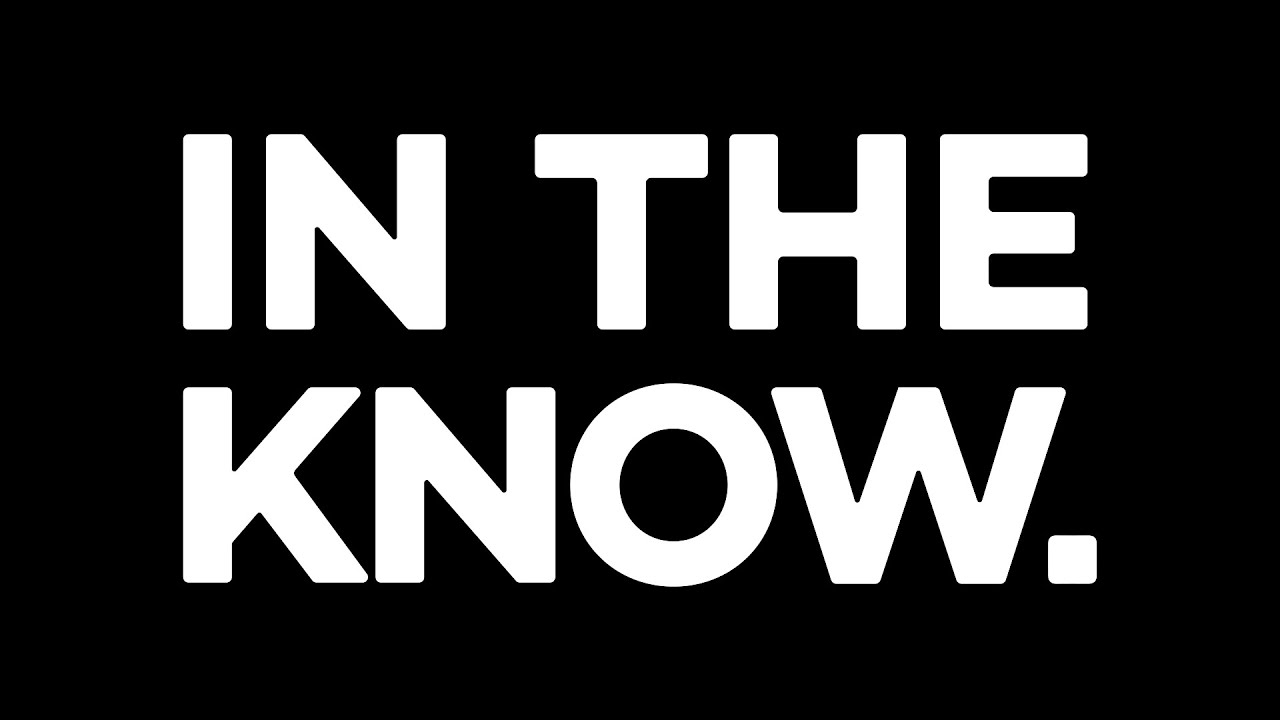 IN THE
KNOW.